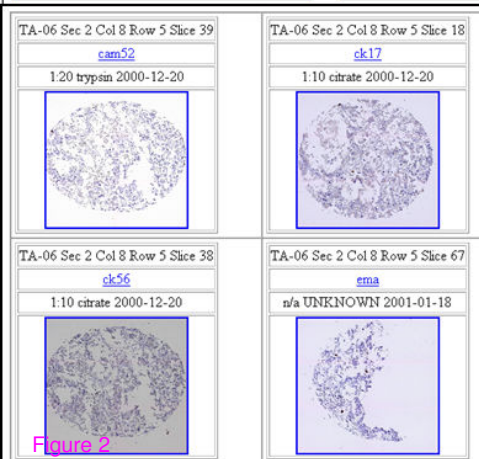 TA-06 Sec 2 Col 8 Row 5 Slice 39
cam52
1:20 trypsin 2000-12-20
TA-06 Sec 2 Col 8 Row 5 Slice 18
ck17
1:10 citrate 2000-12-20
TA-06 Sec 2 Col 8 Row 5 Slice 38
ck56
1:10 citrate 2000-12-20
TA-06 Sec 2 Col 8 Row 5 Slice 67
ema
n/a UNKNOWN 2001-01-18
Figure 2